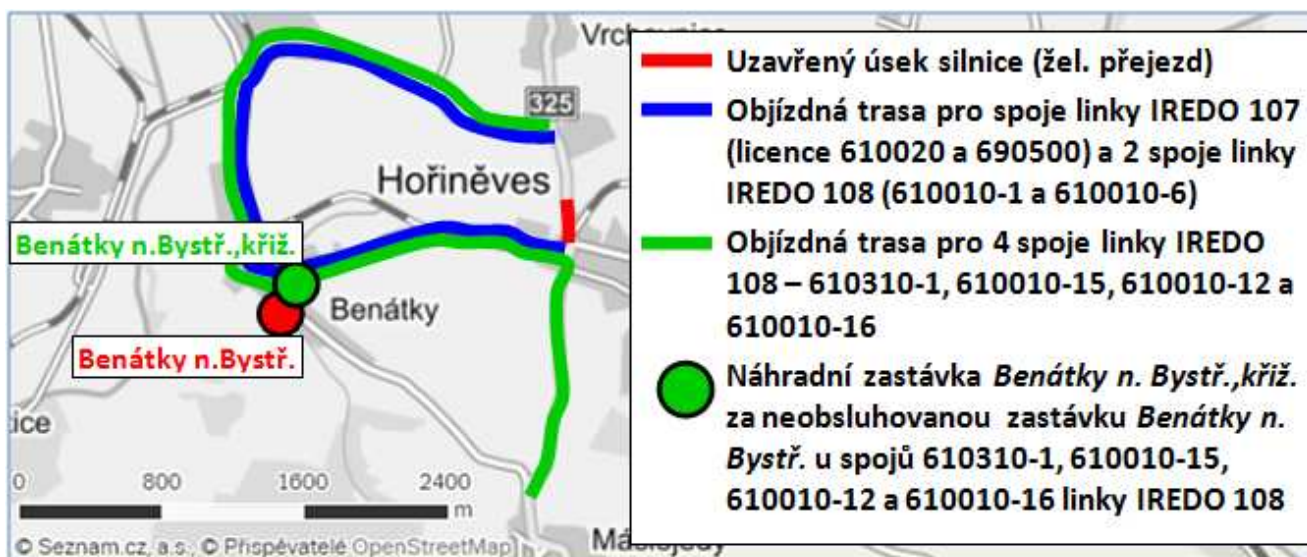 325
Hořiněves
Benátky n.Bystř.,křiž.
Benátky
Benátky n.Bystř.
0 800 1600 2400
m
© Seznam.cz, a.s., © Přispěvatelé OpenStreetMap
Uzavřený úsek silnice (žel. přejezd)
Objízdná trasa pro spoje linky IREDO 107
(licence 610020 a 690500) a 2 spoje linky
IREDO 108 (610010-1 a 610010-6)
Objízdná trasa pro 4 spoje linky IREDO
108 – 610310-1, 610010-15, 610010-12 a
610010-16
Náhradní zastávka Benátky n. Bystř.,křiž.
za neobsluhovanou zastávku Benátky n.
Bystř. u spojů 610310-1, 610010-15,
610010-12 a 610010-16 linky IREDO 108